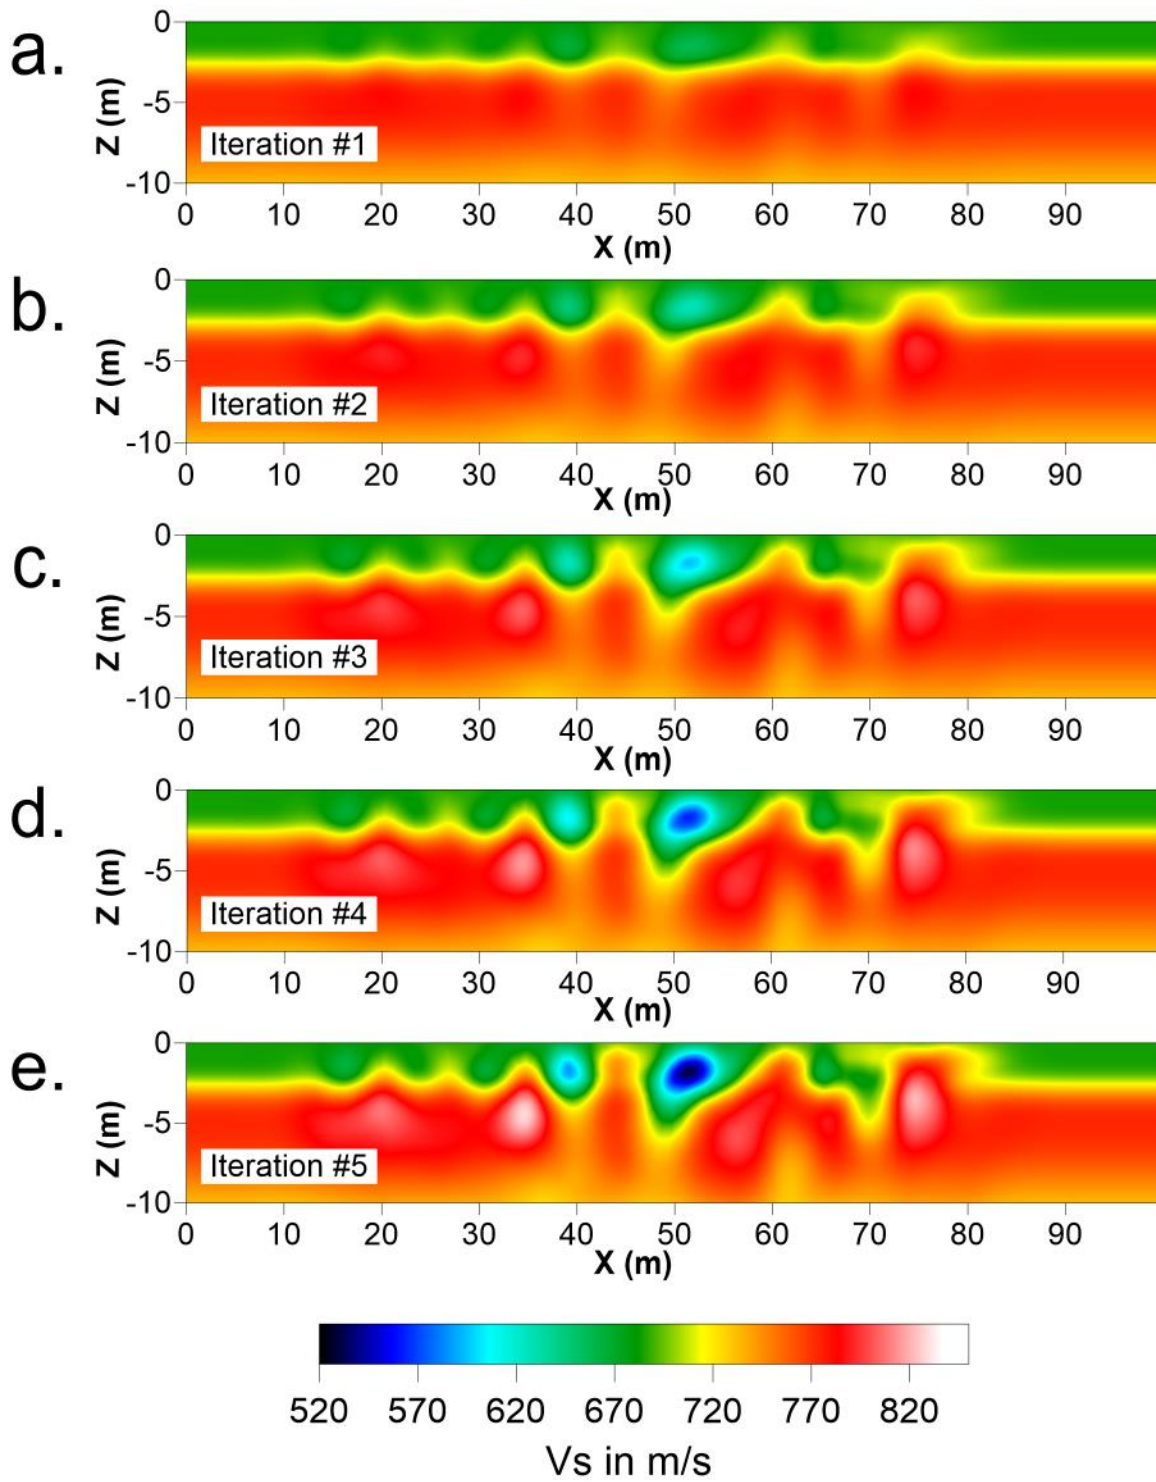 a.
0
-5
-10
Z (m)
Iteration #1
0 10 20 30 40 50 60 70 80 90
X (m)
b.
0
-5
-10
Z (m)
Iteration #2
0 10 20 30 40 50 60 70 80 90
X (m)
c.
0
-5
-10
Z (m)
Iteration #3
0 10 20 30 40 50 60 70 80 90
X (m)
d.
0
-5
-10
Z (m)
Iteration #4
0 10 20 30 40 50 60 70 80 90
X (m)
e.
0
-5
-10
Z (m)
Iteration #5
0 10 20 30 40 50 60 70 80 90
X (m)
520 570 620 670 720 770 820
Vs in m/s